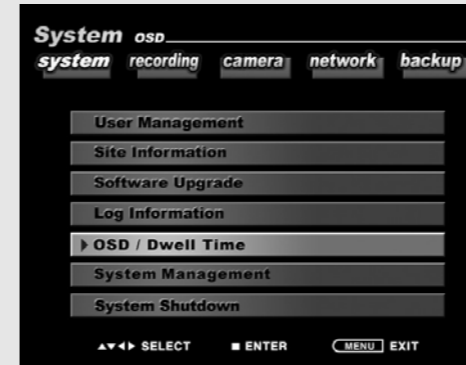 System OSD
system recording camera network backup
User Management
Site Information
Software Upgrade
Log Information
OSD / Dwell Time
System Management
System Shutdown
▲▼◀▶ SELECT ■ ENTER MENU EXIT